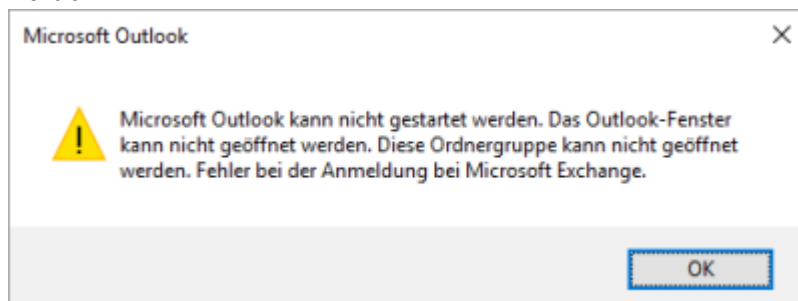 Microsoft Outlook
Microsoft Outlook kann nicht gestartet werden. Das Outlook-Fenster
kann nicht geöffnet werden. Diese Ordnergruppe kann nicht geöffnet
werden. Fehler bei der Anmeldung bei Microsoft Exchange.
OK